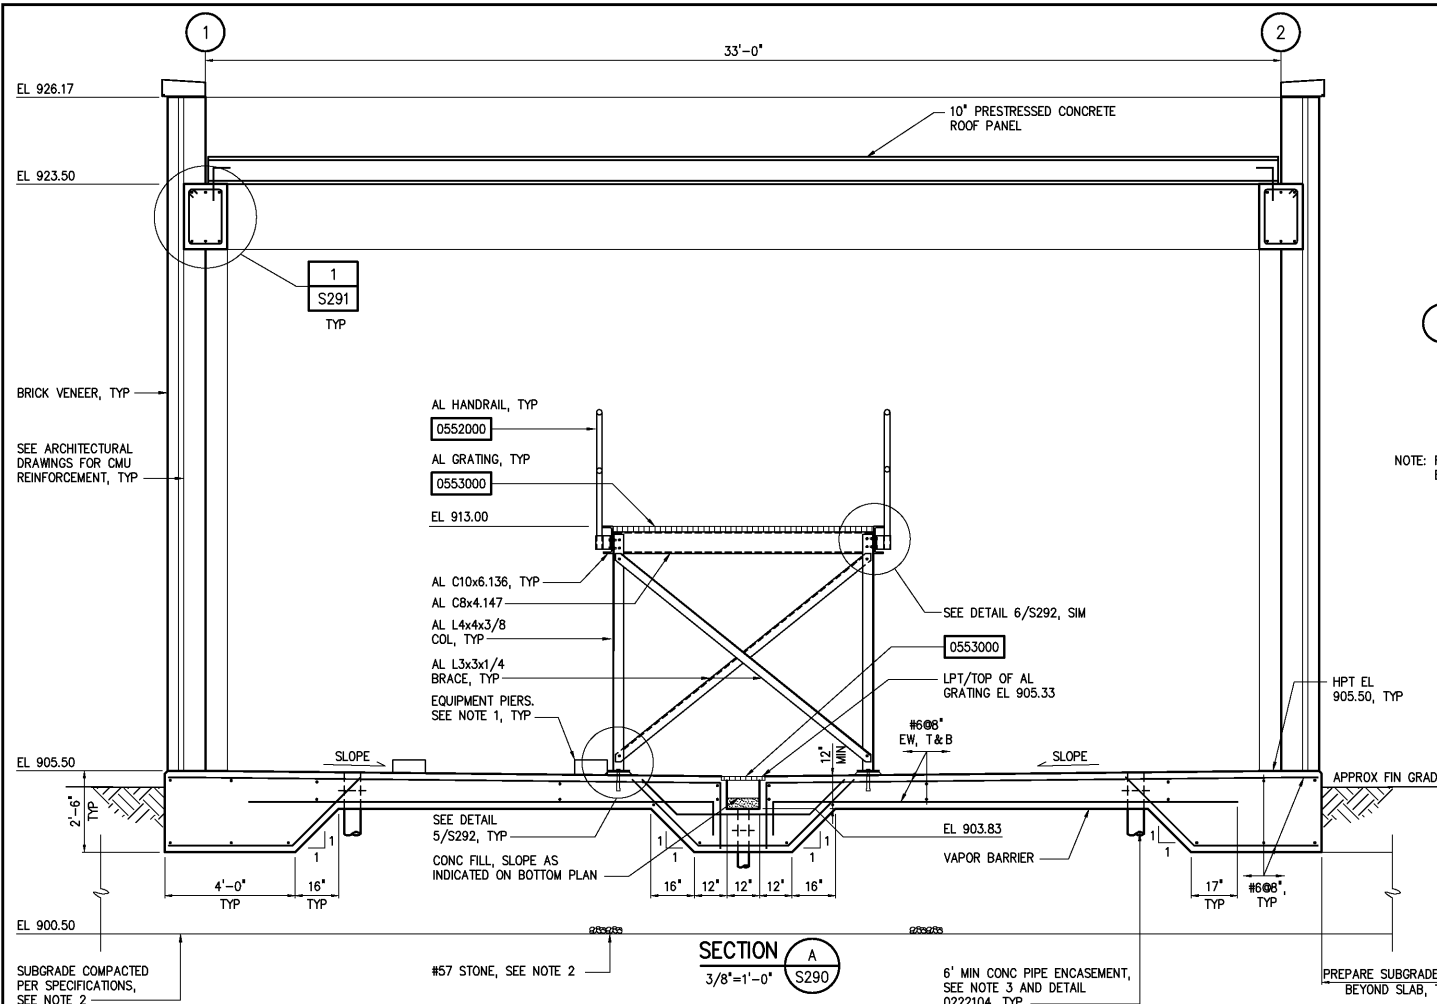 1
2
33'-0"
EL 926.17
10" PRESTRESSED CONCRETE
ROOF PANEL
EL 923.50
1
S291
TYP
BRICK VENEER, TYP
AL HANDRAIL, TYP
0552000
SEE ARCHITECTURAL
DRAWINGS FOR CMU
REINFORCEMENT, TYP
AL GRATING, TYP
0553000
NOTE:
EL 913.00
AL C10x6.136, TYP
AL C8x4.147
AL L4x4x3/8
COL, TYP
SEE DETAIL 6/S292, SIM
0553000
AL L3x3x1/4
BRACE, TYP
LPT/TOP OF AL
GRATING EL 905.33
HPT EL
905.50, TYP
EQUIPMENT PIERS.
SEE NOTE 1, TYP
#6@8"
EW, T&B
12"
MIN
SLOPE
SLOPE
EL 905.50
APPROX FIN GRAD
2'-6"
TYP
SEE DETAIL
5/S292, TYP
EL 903.83
1
1
1
1
1
1
1
1
CONC FILL, SLOPE AS
INDICATED ON BOTTOM PLAN
VAPOR BARRIER
4'-0"
TYP
16"
TYP
16"
12"
12"
12"
16"
17"
TYP
#6@8",
TYP
EL 900.50
SECTION
A
S290
3/8"=1'-0"
SUBGRADE COMPACTED
PER SPECIFICATIONS,
SEE NOTE 2
#57 STONE, SEE NOTE 2
6' MIN CONC PIPE ENCASEMENT,
SEE NOTE 3 AND DETAIL
0222104, TYP
PREPARE SUBGRADE
BEYOND SLAB,